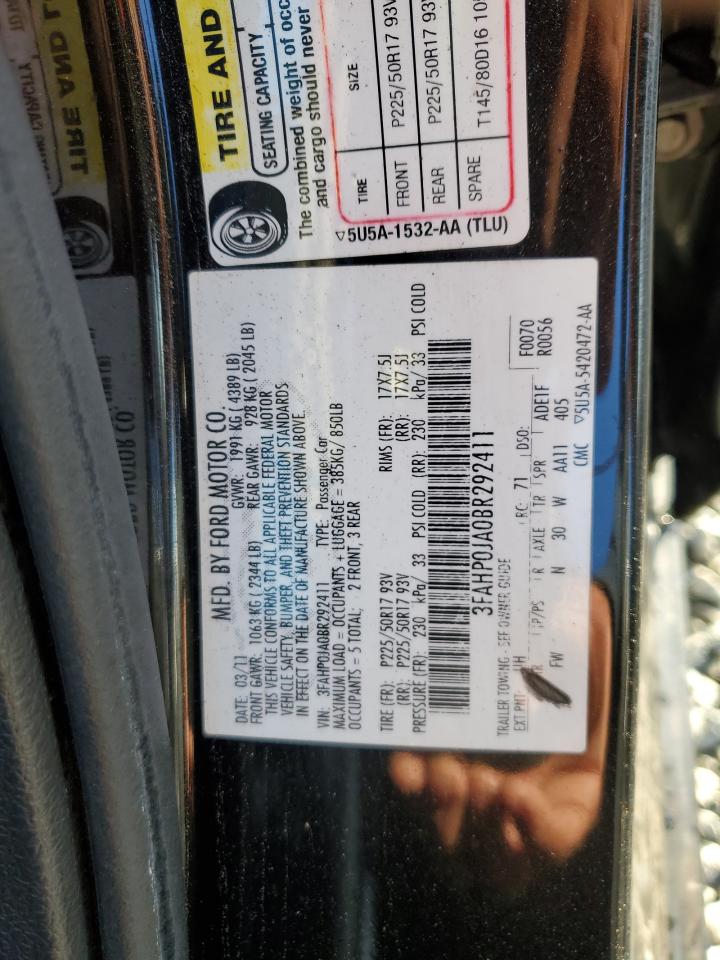 MFD. BY FORD MOTOR CO.
DATE: 03/11 GVWR: 1991 KG ( 4389 LB)
FRONT GAWR: 1063 KG ( 2344 LB) REAR GAWR: 928 KG ( 2045 LB)
THIS VEHICLE CONFORMS TO ALL APPLICABLE FEDERAL MOTOR
VEHICLE SAFETY, BUMPER, AND THEFT PREVENTION STANDARDS
IN EFFECT ON THE DATE OF MANUFACTURE SHOWN ABOVE.
VIN: 3FAHP0JA0BR292411 TYPE: Passenger Car
MAXIMUM LOAD = OCCUPANTS + LUGGAGE = 385KG/ 850LB
OCCUPANTS = 5 TOTAL; 2 FRONT, 3 REAR
TIRE (FR): P225/50R17 93V RIMS (FR): 17X7.5J
(RR): P225/50R17 93V (RR): 17X7.5J
PRESSURE (FR): 230 kPa/ 33 PSI COLD (RR): 230 kPa/ 33 PSI COLD
3FAHP0JA0BR292411
TRAILER TOWING - SEE OWNER GUIDE
EXT PNT: RC: 71 DSO: F0070
P/PS R AXLE TR SPR R0056
FW N 30 W AA11 ADE1F
405
CMC ▽5U5A-5420472-AA
TIRE AND
SEATING CAPACITY
The combined weight of occ
and cargo should never
TIRE SIZE
FRONT P225/50R17 93V
REAR P225/50R17 93V
SPARE T145/80D16
▽5U5A-1532-AA (TLU)